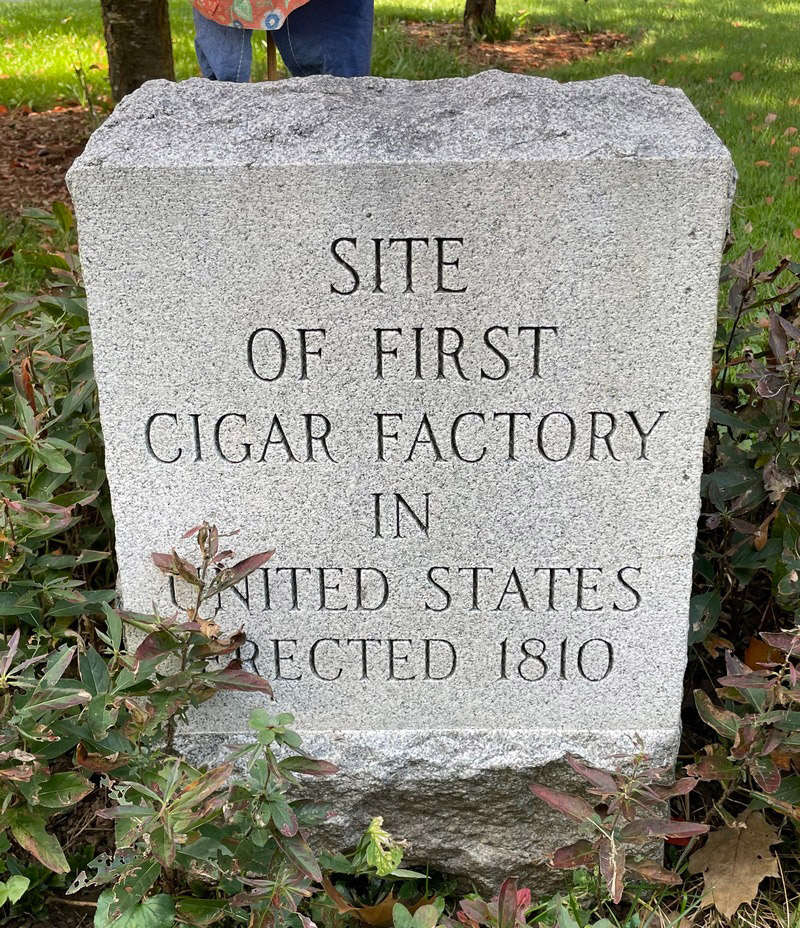 SITE
OF FIRST
CIGAR FACTORY
IN
UNITED STATES
ERECTED 1810